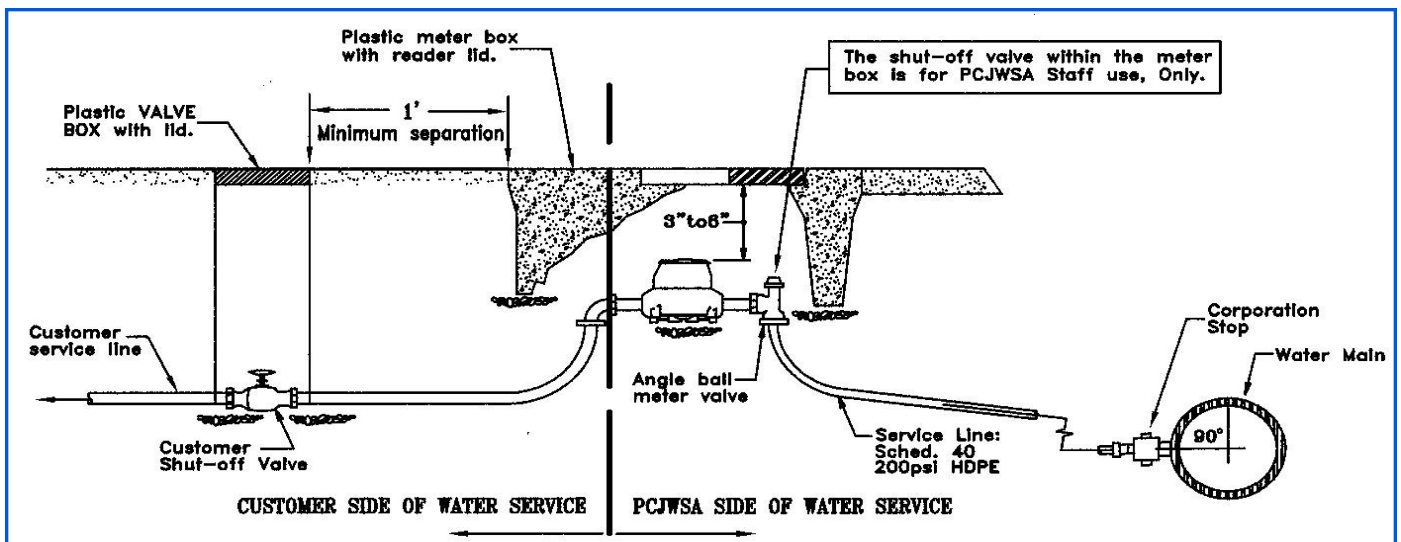 Plastic meter box
with reader lid.
The shut-off valve within the meter
box is for PCJWSA Staff use, Only.
Plastic VALVE
BOX with lid.
1'
Minimum separation
3"to6"
Customer
service line
Corporation
Stop
Water Main
Angle ball
meter valve
90°
Customer
Shut-off Valve
Service Line:
Sched. 40
200psi HDPE
CUSTOMER SIDE OF WATER SERVICE
PCJWSA SIDE OF WATER SERVICE